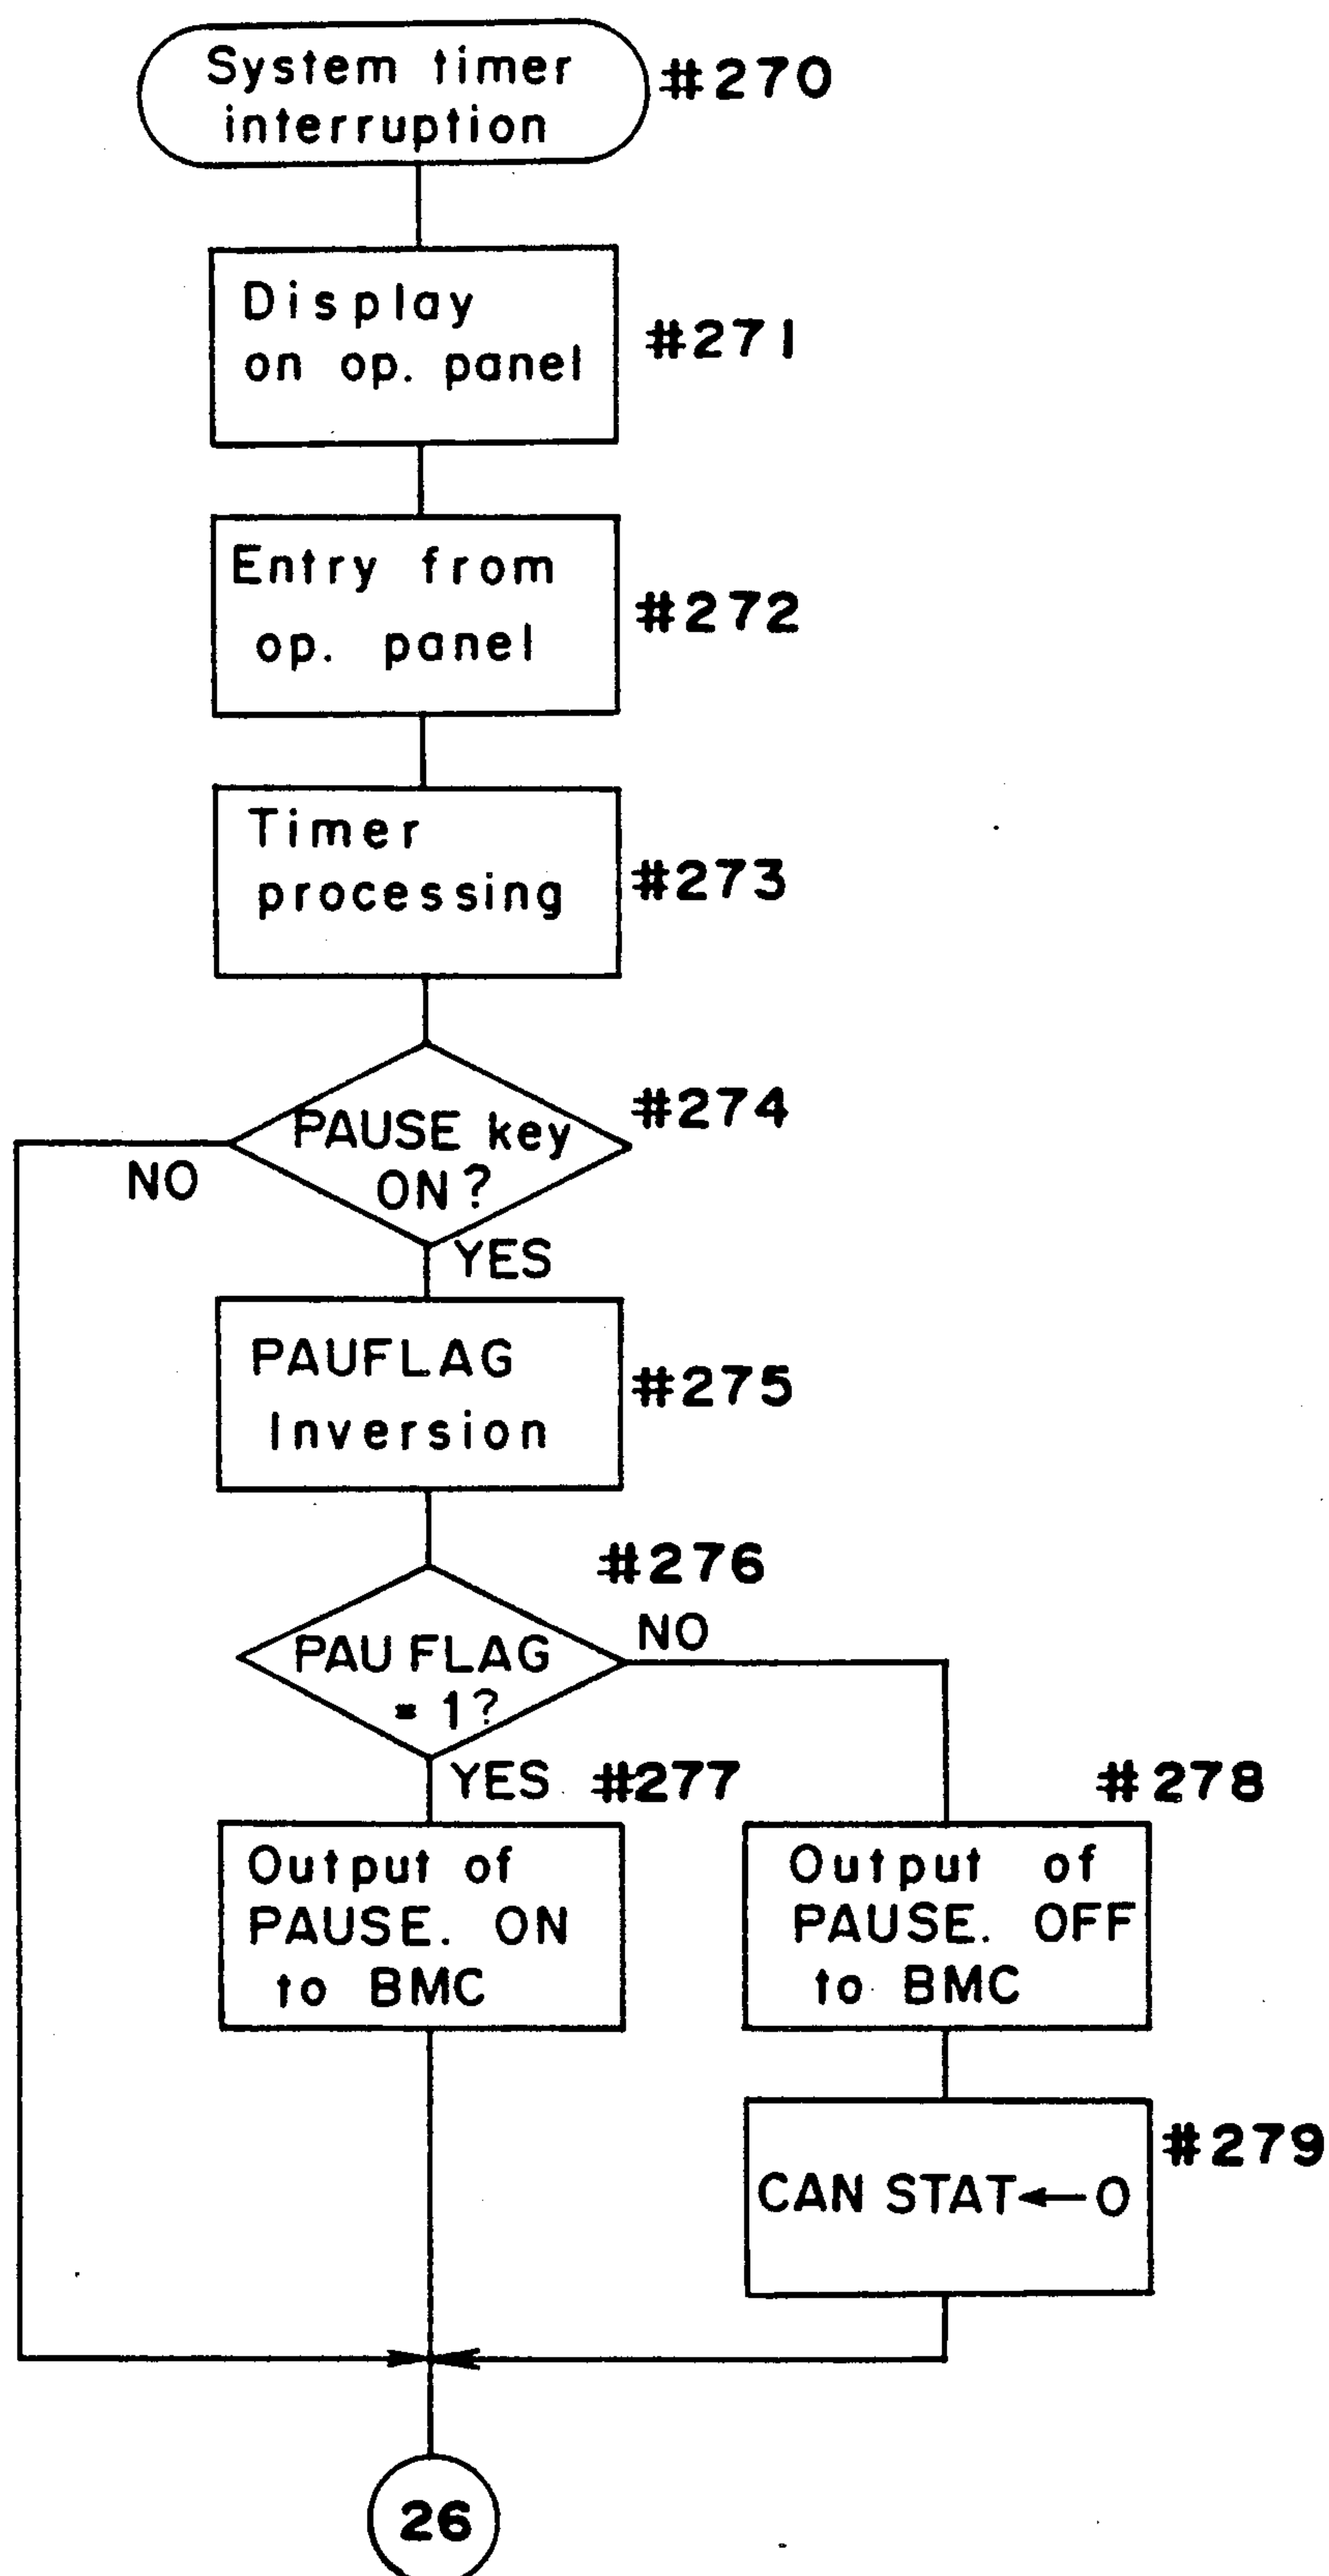 System timer
interruption
#270
Display
on op. panel
#271
Entry from
op. panel
#272
Timer
processing
#273
PAUSE key
ON?
#274
NO
YES
PAUFLAG
Inversion
#275
#276
PAU FLAG
= 1?
NO
YES
#277
#278
Output of
PAUSE. ON
to BMC
Output of
PAUSE. OFF
to BMC
CAN STAT←0
#279
26